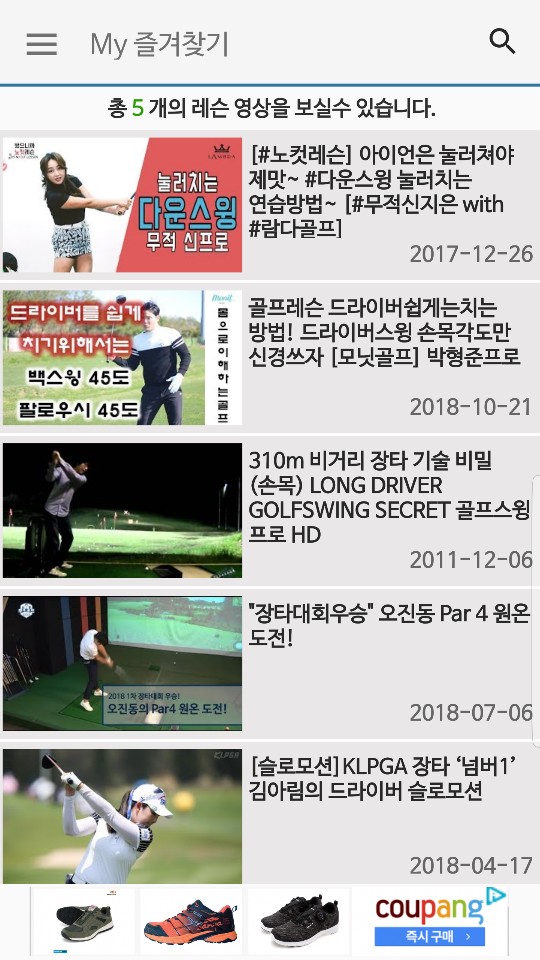 My 즐겨찾기
총 5 개의 레슨 영상을 보실수 있습니다.
눌러치는
다운스윙
무적 신프로
[#노컷레슨] 아이언은 눌러쳐야
제맛~ #다운스윙 눌러치는
연습방법~ [#무적신지은 with
#람다골프]
2017-12-26
드라이버를 쉽게
치기위해서는
백스윙 45도
팔로우시 45도
몸으로이해하는골프
골프레슨 드라이버쉽게는치는
방법! 드라이버스윙 손목각도만
신경쓰자 [모닛골프] 박형준프로
2018-10-21
310m 비거리 장타 기술 비밀
(손목) LONG DRIVER
GOLFSWING SECRET 골프스윙
프로 HD
2011-12-06
2018 1차 장타대회 우승!
오진동의 Par4 원온 도전!
"장타대회우승" 오진동 Par 4 원온
도전!
2018-07-06
KLPGA
[슬로모션]KLPGA 장타 ‘넘버1’
김아림의 드라이버 슬로모션
2018-04-17
coupang
즉시 구매 >